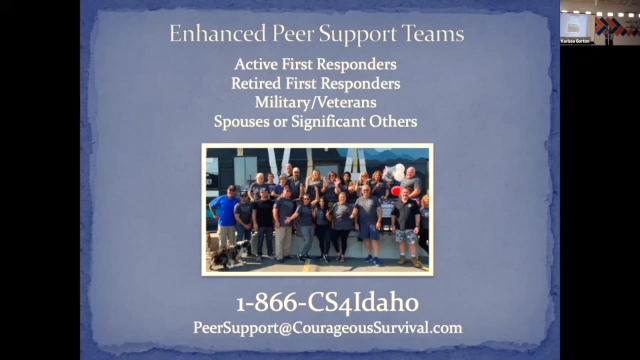 Enhanced Peer Support Teams
Active First Responders
Retired First Responders
Military/Veterans
Spouses or Significant Others
1-866-CS4Idaho
PeerSupport@CourageousSurvival.com